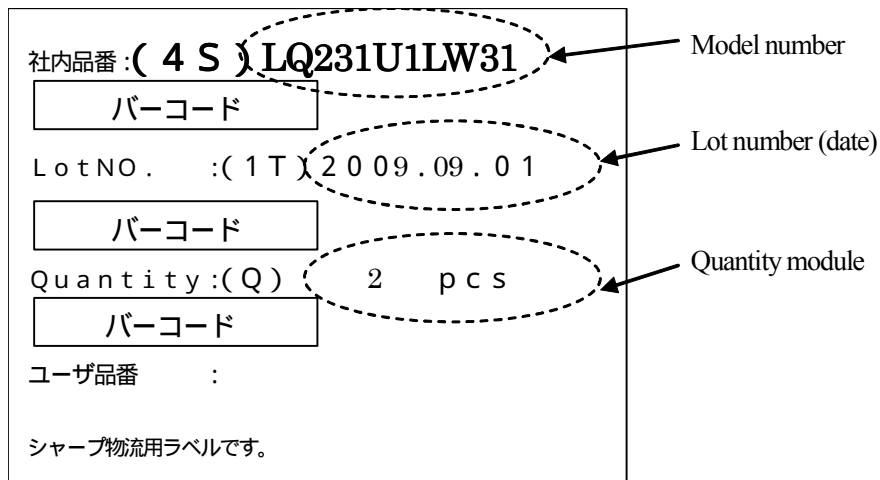 社内品番:(4S)LQ231U1LW31
Model number
バーコード
LotNO. :(1T)2009.09.01
Lot number (date)
バーコード
Quantity:(Q) 2 pcs
Quantity module
バーコード
ユーザ品番 :
シャープ物流用ラベルです。